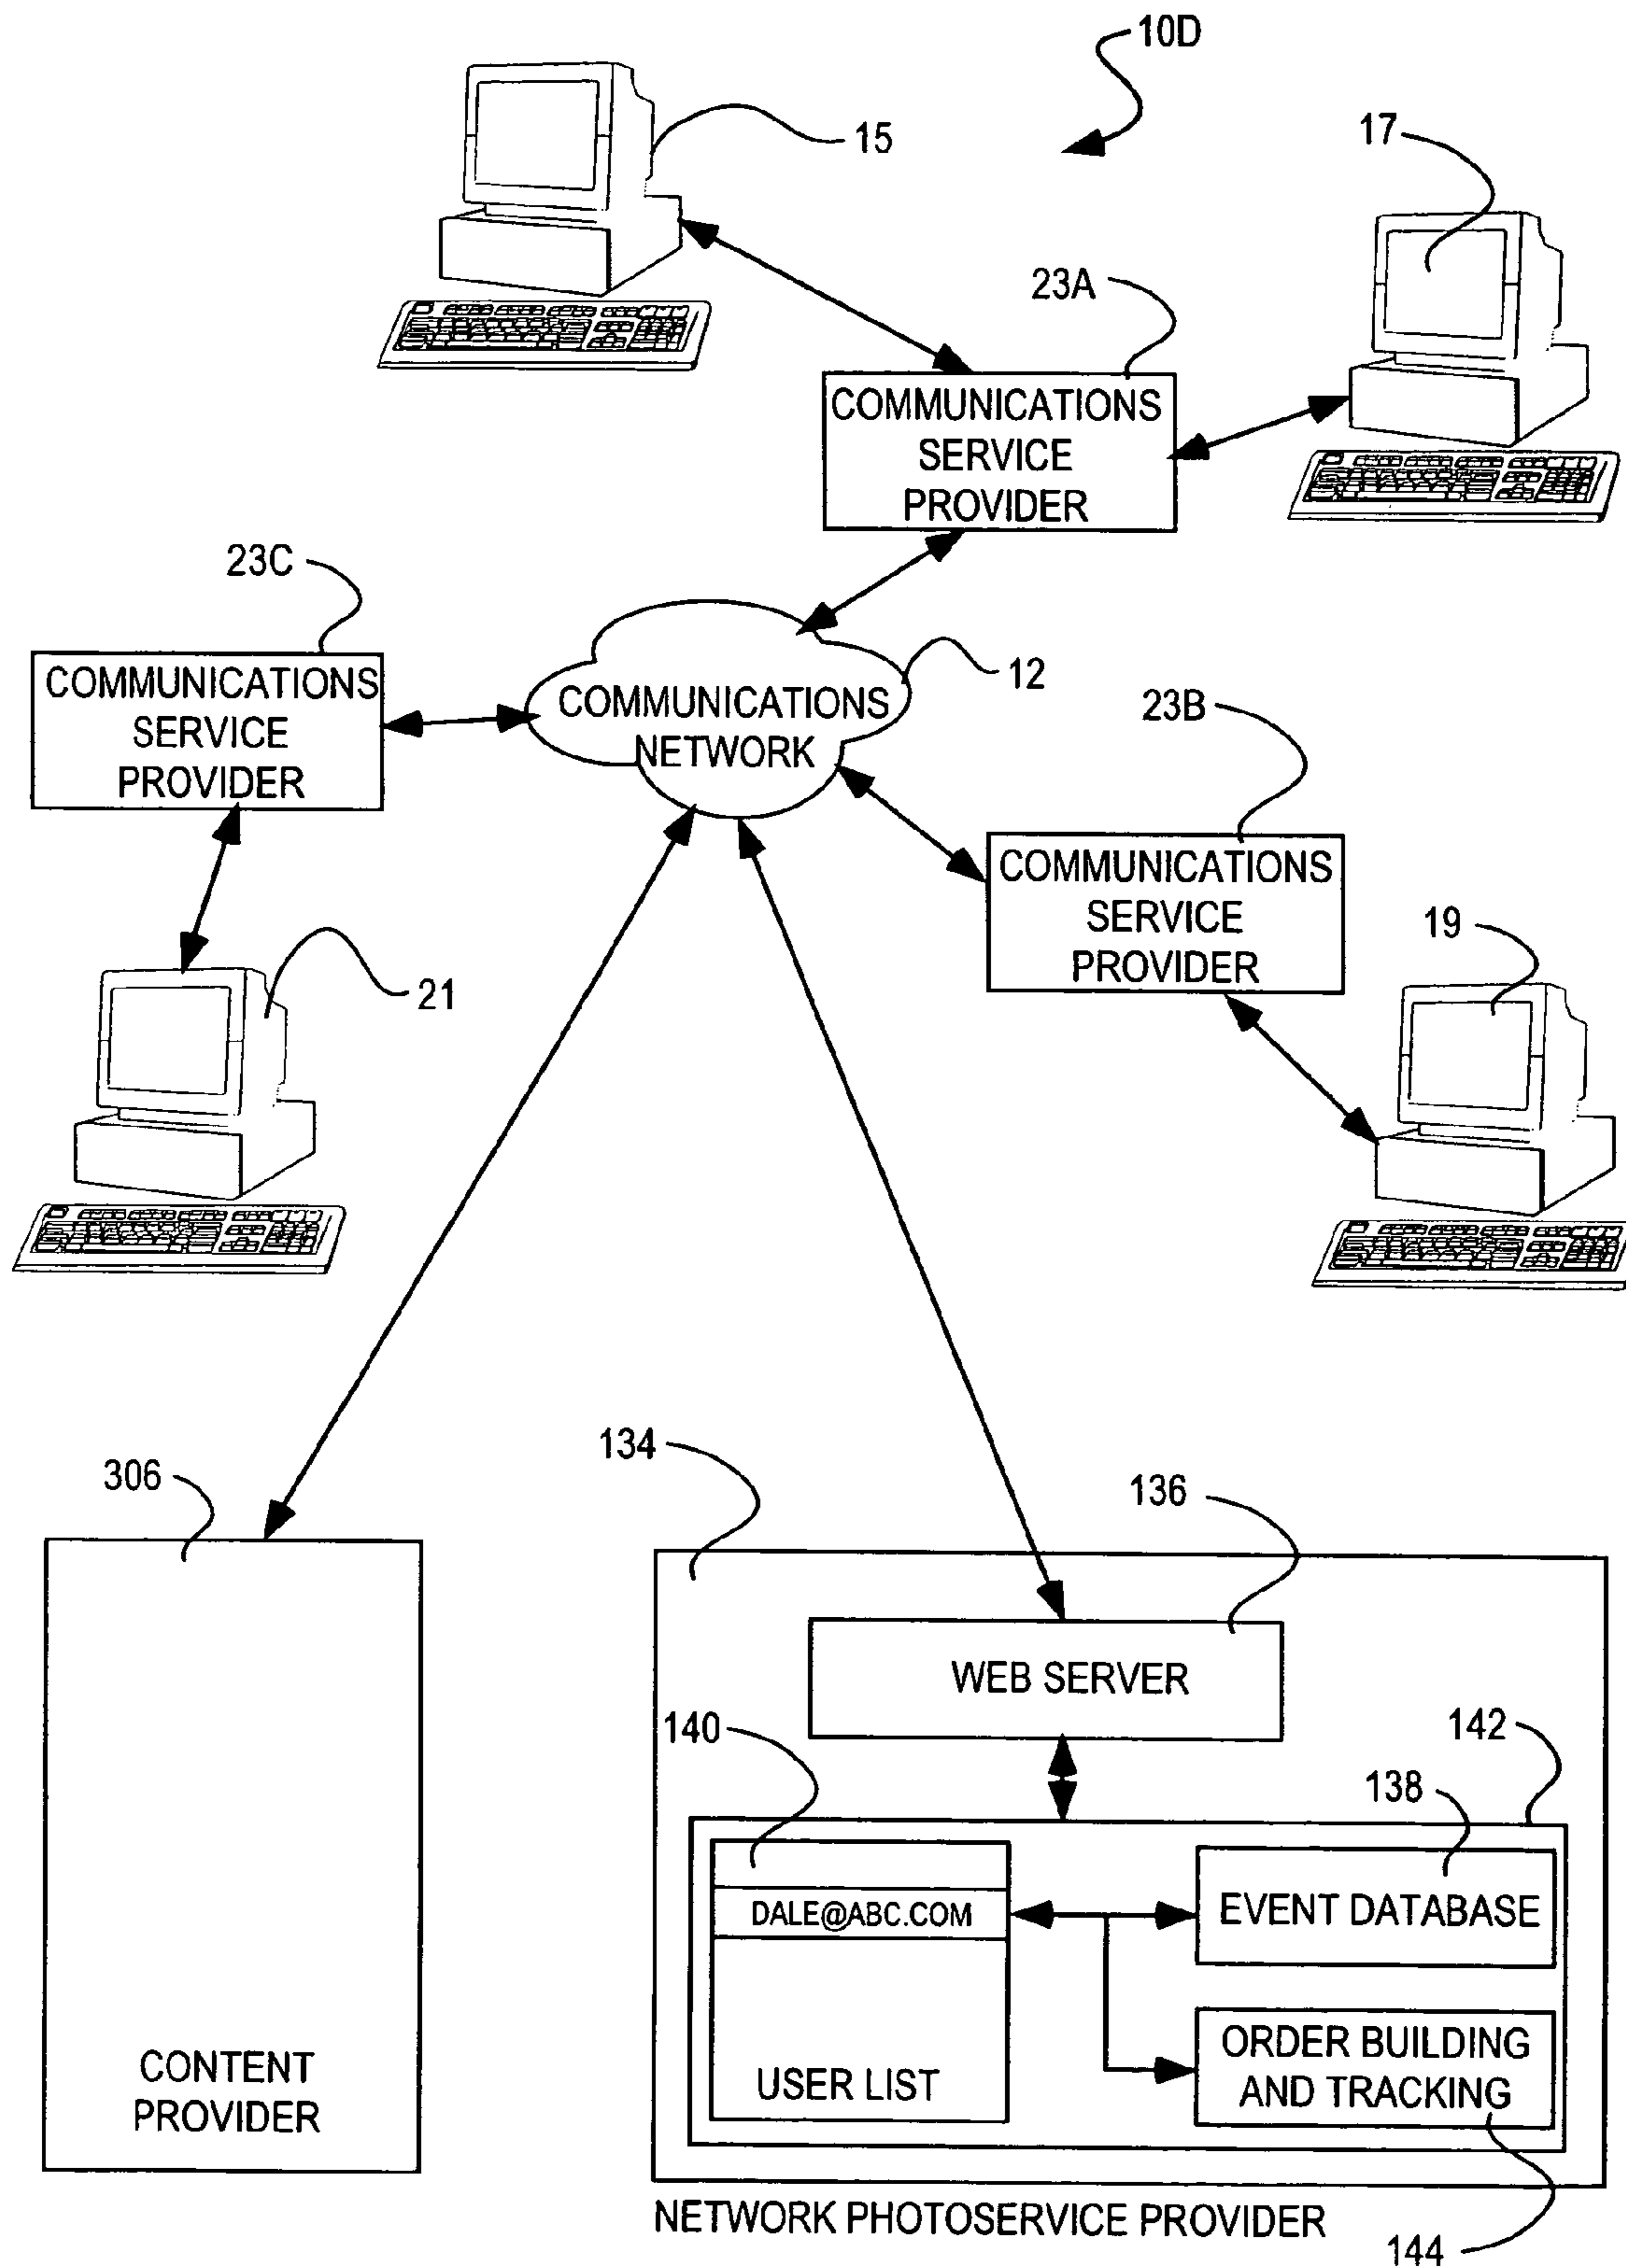 10D
15
17
23A
COMMUNICATIONS
SERVICE
PROVIDER
23C
COMMUNICATIONS
SERVICE
PROVIDER
12
COMMUNICATIONS
NETWORK
23B
COMMUNICATIONS
SERVICE
PROVIDER
19
21
134
306
136
WEB SERVER
140
142
138
DALE@ABC.COM
EVENT DATABASE
ORDER BUILDING
AND TRACKING
USER LIST
CONTENT
PROVIDER
NETWORK PHOTOSERVICE PROVIDER
144